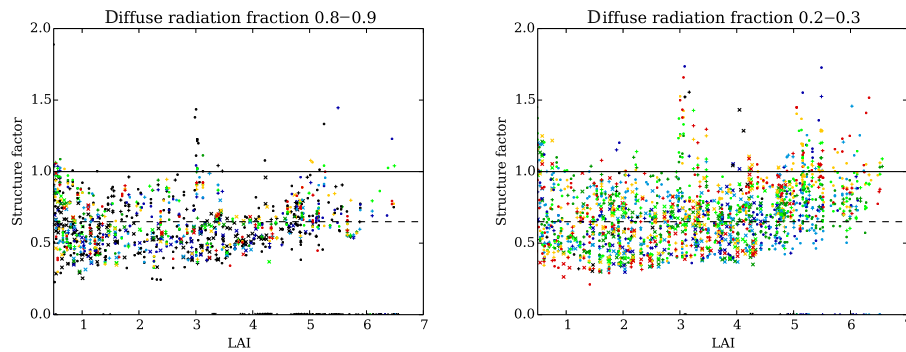 Diffuse radiation fraction 0.8−0.9
2.0
1.5
1.0
0.5
0.0
Structure factor
1 2 3 4 5 6 7
LAI
Diffuse radiation fraction 0.2−0.3
2.0
1.5
1.0
0.5
0.0
Structure factor
1 2 3 4 5 6 7
LAI